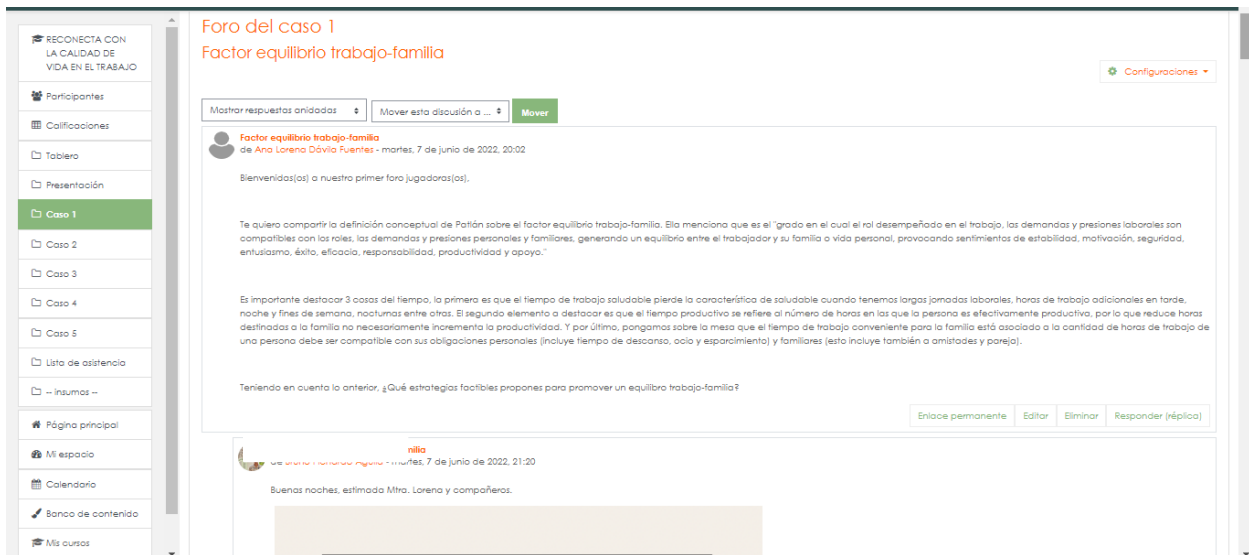 Foro del caso 1
Factor equilibrio trabajo-familia
Configuraciones
RECONECTA CON
LA CALIDAD DE
VIDA EN EL TRABAJO
Participantes
Calificaciones
Tablero
Presentación
Caso 1
Caso 2
Caso 3
Caso 4
Caso 5
Lista de asistencia
-- insumos --
Página principal
Mi espacio
Calendario
Banco de contenido
Mis cursos
Mostrar respuestas anidadas
Mover esta discusión a ...
Mover
Factor equilibrio trabajo-familia
de Ana Lorena Dávila Fuentes - martes, 7 de junio de 2022, 20:02
Bienvenidas(os) a nuestro primer foro jugadoras(os),
Te quiero compartir la definición conceptual de Patlán sobre el factor equilibrio trabajo-familia. Ella menciona que es el "grado en el cual el rol desempeñado en el trabajo, las demandas y presiones laborales son
compatibles con los roles, las demandas y presiones personales y familiares, generando un equilibrio entre el trabajador y su familia o vida personal, provocando sentimientos de estabilidad, motivación, seguridad,
entusiasmo, éxito, eficacia, responsabilidad, productividad y apoyo."
Es importante destacar 3 cosas del tiempo, la primera es que el tiempo de trabajo saludable pierde la característica de saludable cuando tenemos largas jornadas laborales, horas de trabajo adicionales en tarde,
noche y fines de semana, nocturnas entre otras. El segundo elemento a destacar es que el tiempo productivo se refiere al número de horas en las que la persona es efectivamente productiva, por lo que reduce horas
destinadas a la familia no necesariamente incrementa la productividad. Y por último, pongamos sobre la mesa que el tiempo de trabajo conveniente para la familia está asociado a la cantidad de horas de trabajo de
una persona debe ser compatible con sus obligaciones personales (incluye tiempo de descanso, ocio y esparcimiento) y familiares (esto incluye también a amistades y pareja).
Teniendo en cuenta lo anterior, ¿Qué estrategias factibles propones para promover un equilibro trabajo-familia?
Enlace permanente
Editar
Eliminar
Responder (réplica)
martes, 7 de junio de 2022, 21:20
Buenas noches, estimada Mtra. Lorena y compañeros.